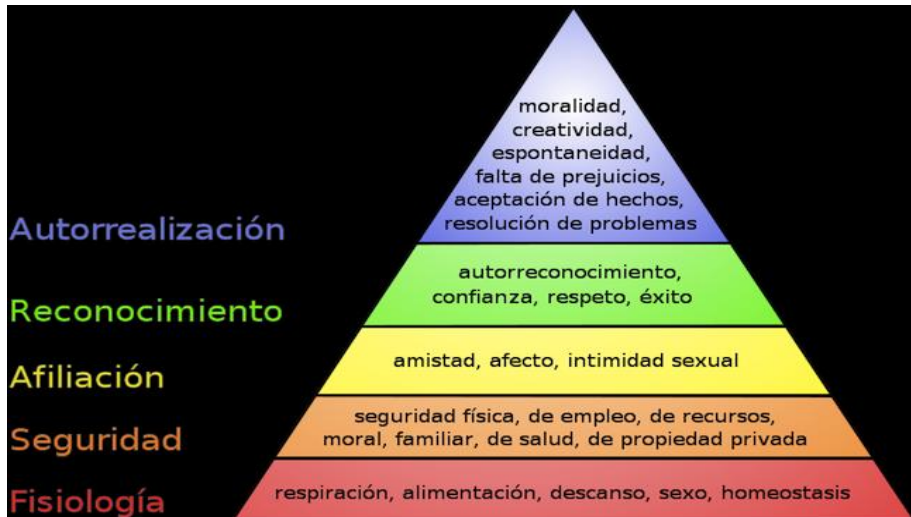 moralidad,
creatividad,
espontaneidad,
falta de prejuicios,
aceptación de hechos,
resolución de problemas
Autorrealización
autorreconocimiento,
confianza, respeto, éxito
Reconocimiento
amistad, afecto, intimidad sexual
Afiliación
seguridad física, de empleo, de recursos,
moral, familiar, de salud, de propiedad privada
Seguridad
respiración, alimentación, descanso, sexo, homeostasis
Fisiología